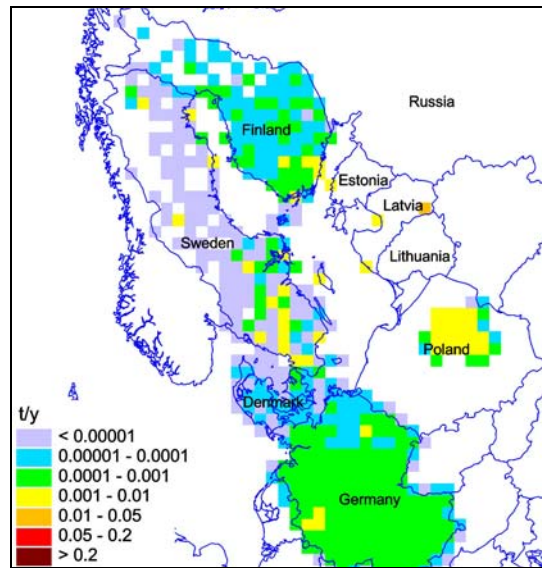 Russia
Finland
Estonia
Latvia
Sweden
Lithuania
Poland
Denmark
t/y
< 0.00001
0.00001 - 0.0001
0.0001 - 0.001
0.001 - 0.01
0.01 - 0.05
0.05 - 0.2
> 0.2
Germany